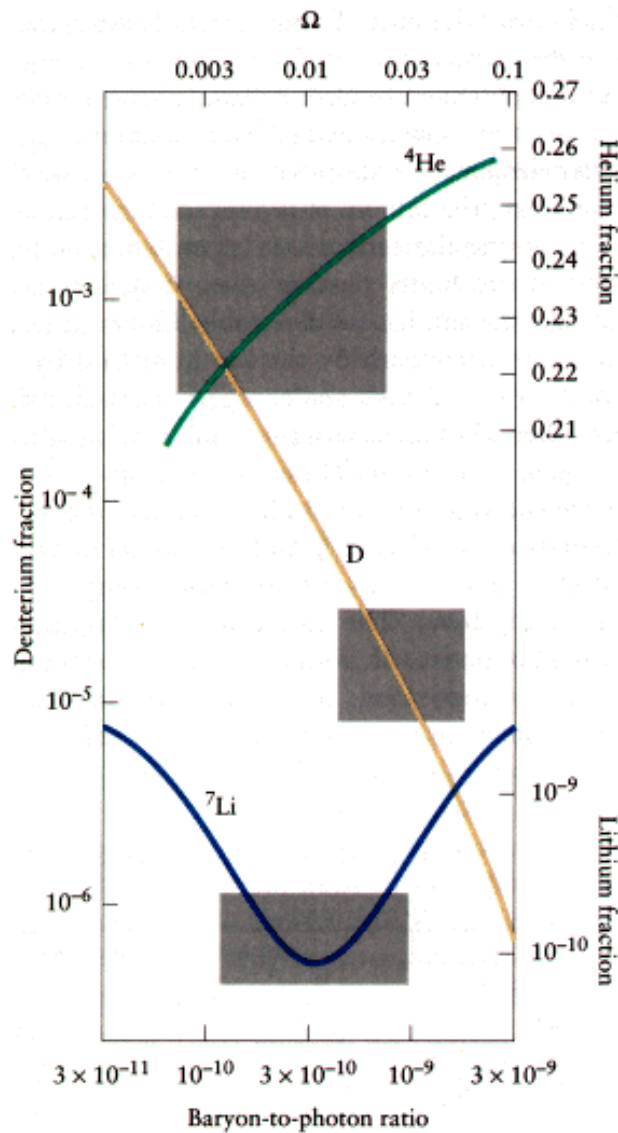 Ω
0.003 0.01 0.03 0.1
0.27
⁴He
0.26
0.25
0.24
0.23
0.22
0.21
Helium fraction
10⁻³
10⁻⁴
D
Deuterium fraction
10⁻⁵
⁷Li
10⁻⁹
10⁻⁶
10⁻¹⁰
Lithium fraction
3 × 10⁻¹¹ 10⁻¹⁰ 3 × 10⁻¹⁰ 10⁻⁹ 3 × 10⁻⁹
Baryon-to-photon ratio